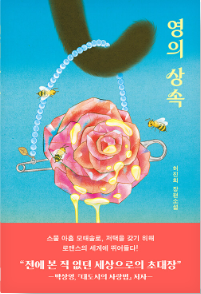 영의 상속
허진희 장편소설
스물 아홉 모태솔로, 저택을 갖기 위해
로맨스의 세계에 뛰어들다!
“전에 본 적 없던 세상으로의 초대장”